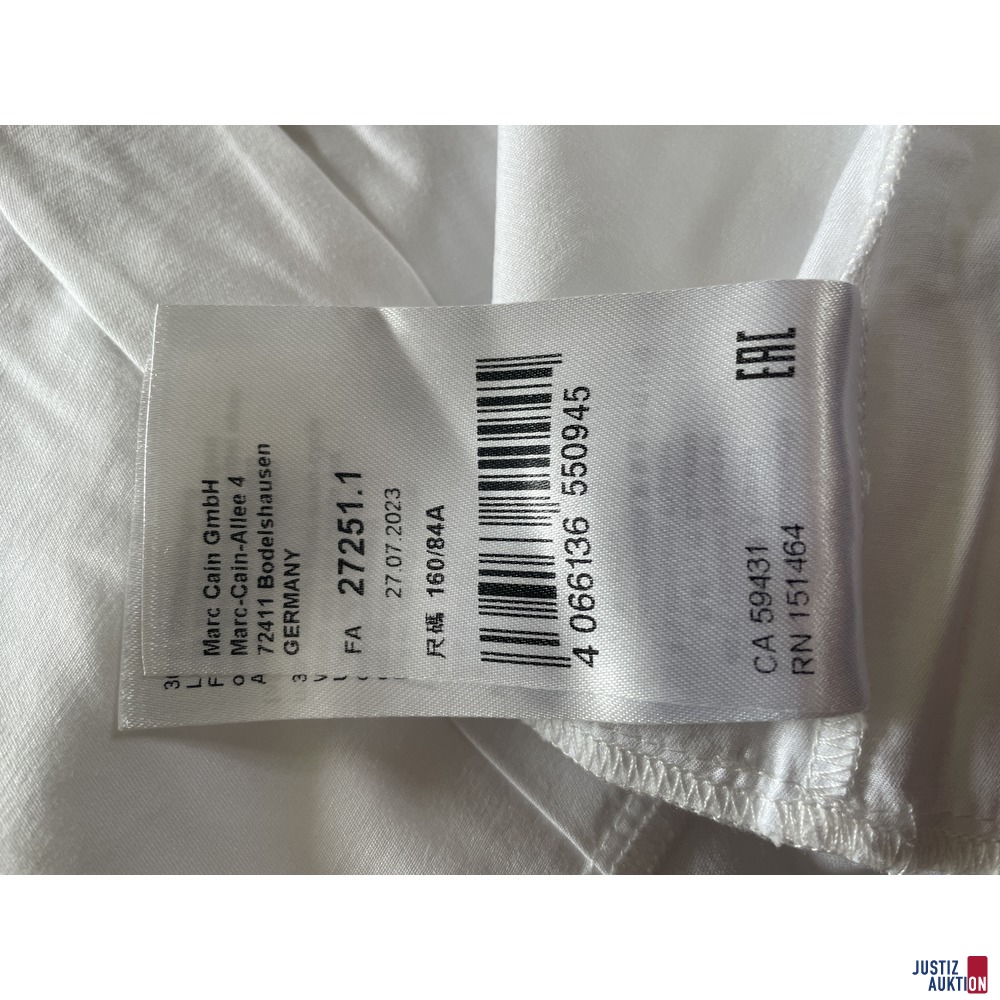 Marc Cain GmbH
Marc-Cain-Allee 4
72411 Bodelshausen
GERMANY
FA 27251.1
27.07.2023
尺碼 160/84A
4 066136 550945
EAC
CA 59431
RN 151464
JUSTIZ
AUKTION